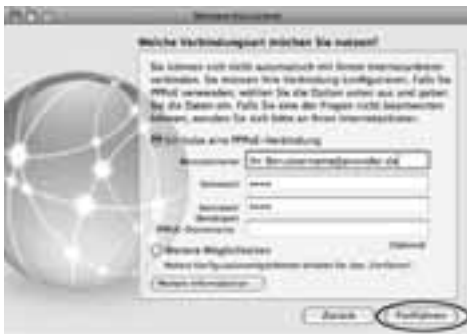 Welche Verbindungsart möchten Sie nutzen?
Sie können sich nicht automatisch mit Ihrem Internetanbieter
verbinden. Sie müssen Ihre Verbindung konfigurieren. Falls Sie
PPPoE verwenden, wählen Sie die Option unten aus und geben
Sie die Daten ein. Falls Sie eine der Fragen nicht beantworten
können, wenden Sie sich bitte an Ihren Internetanbieter.
Ich habe eine PPPoE-Verbindung
Benutzername Ihr Benutzername@provider.de
Kennwort ••••
Kennwort ••••
bestätigen
PPPoE-Dienstname
Optional
Weitere Möglichkeiten
Weitere Informationen
Zurück Fortfahren